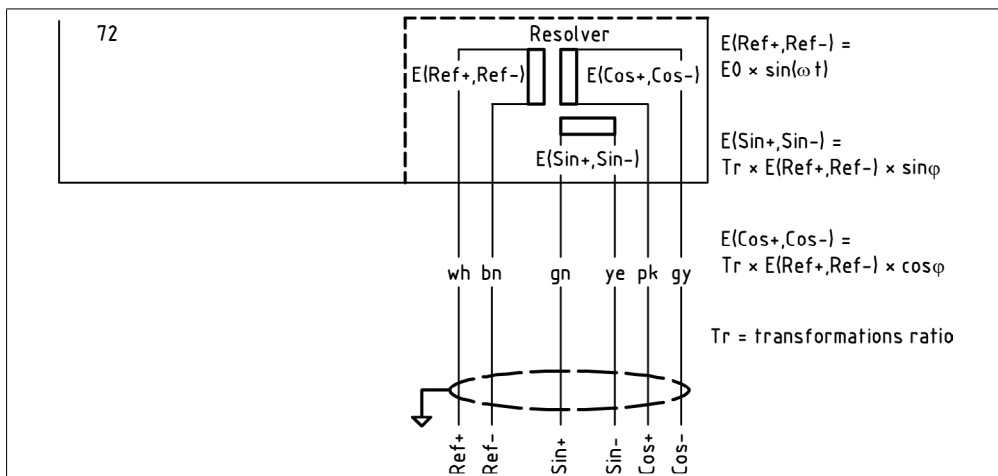 72
Resolver
E(Ref+,Ref-)
E(Cos+,Cos-)
E(Sin+,Sin-)
E(Ref+,Ref-) =
E0 × sin(ω t)
E(Sin+,Sin-) =
Tr × E(Ref+,Ref-) × sinφ
E(Cos+,Cos-) =
Tr × E(Ref+,Ref-) × cosφ
Tr = transformations ratio
wh bn gn ye pk gy
Ref+
Ref-
Sin+
Sin-
Cos+
Cos-